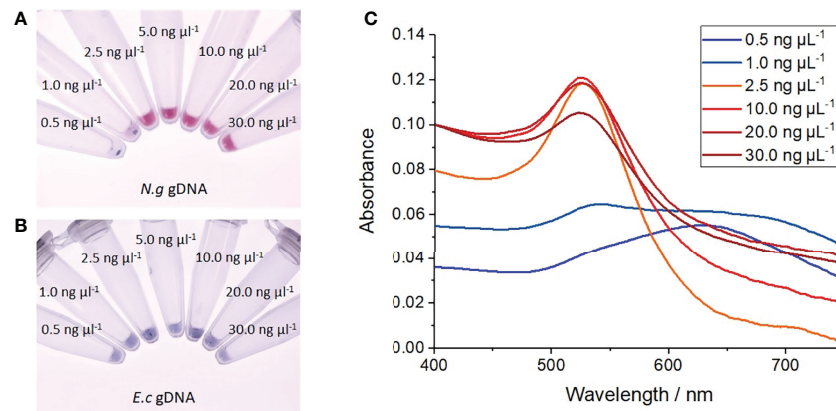 A
5.0 ng µl-1
2.5 ng µl-1
10.0 ng µl-1
1.0 ng µl-1
20.0 ng µl-1
0.5 ng µl-1
30.0 ng µl-1
N.g gDNA
B
5.0 ng µl-1
2.5 ng µl-1
10.0 ng µl-1
1.0 ng µl-1
20.0 ng µl-1
0.5 ng µl-1
30.0 ng µl-1
E.c gDNA
C
0.14
0.12
0.10
0.08
0.06
0.04
0.02
0.00
Absorbance
400
500
600
700
Wavelength / nm
0.5 ng µL-1
1.0 ng µL-1
2.5 ng µL-1
10.0 ng µL-1
20.0 ng µL-1
30.0 ng µL-1